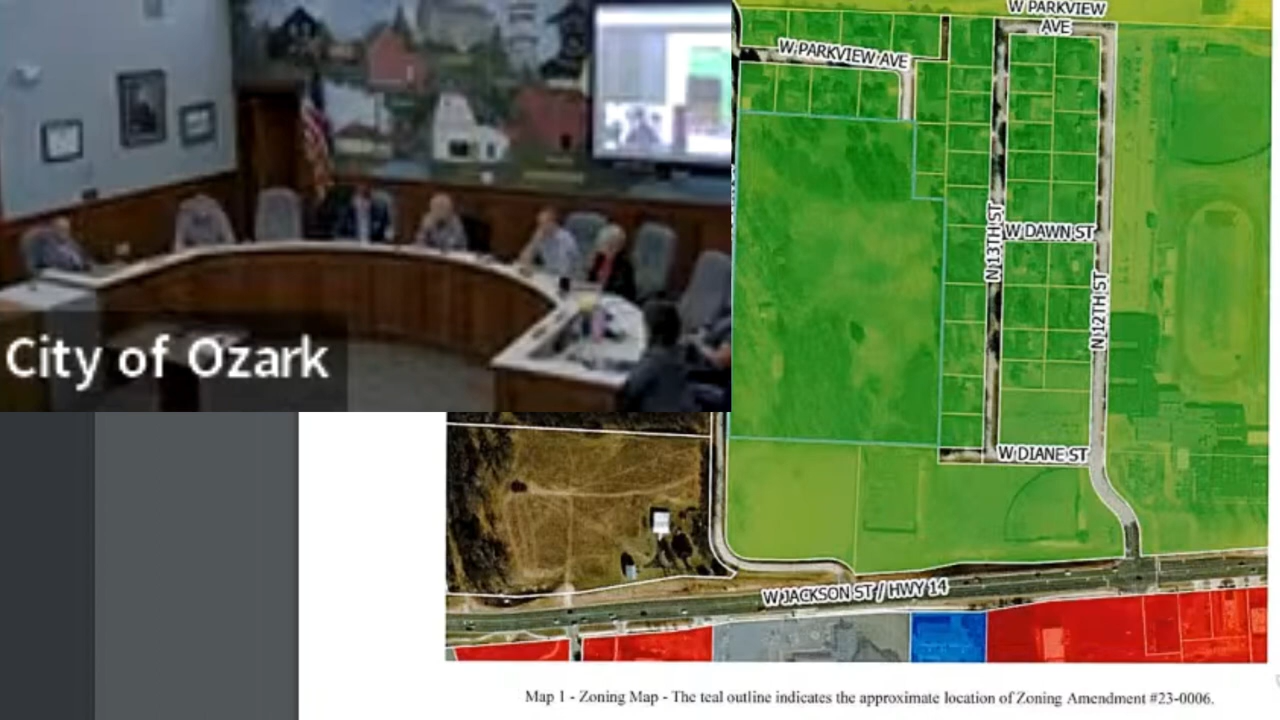 W PARKVIEW
AVE
W PARKVIEW AVE
N 13TH ST
W DAWN ST
N 12TH ST
City of Ozark
W DIANE ST
W JACKSON ST / HWY 14
Map 1 - Zoning Map - The teal outline indicates the approximate location of Zoning Amendment #23-0006.